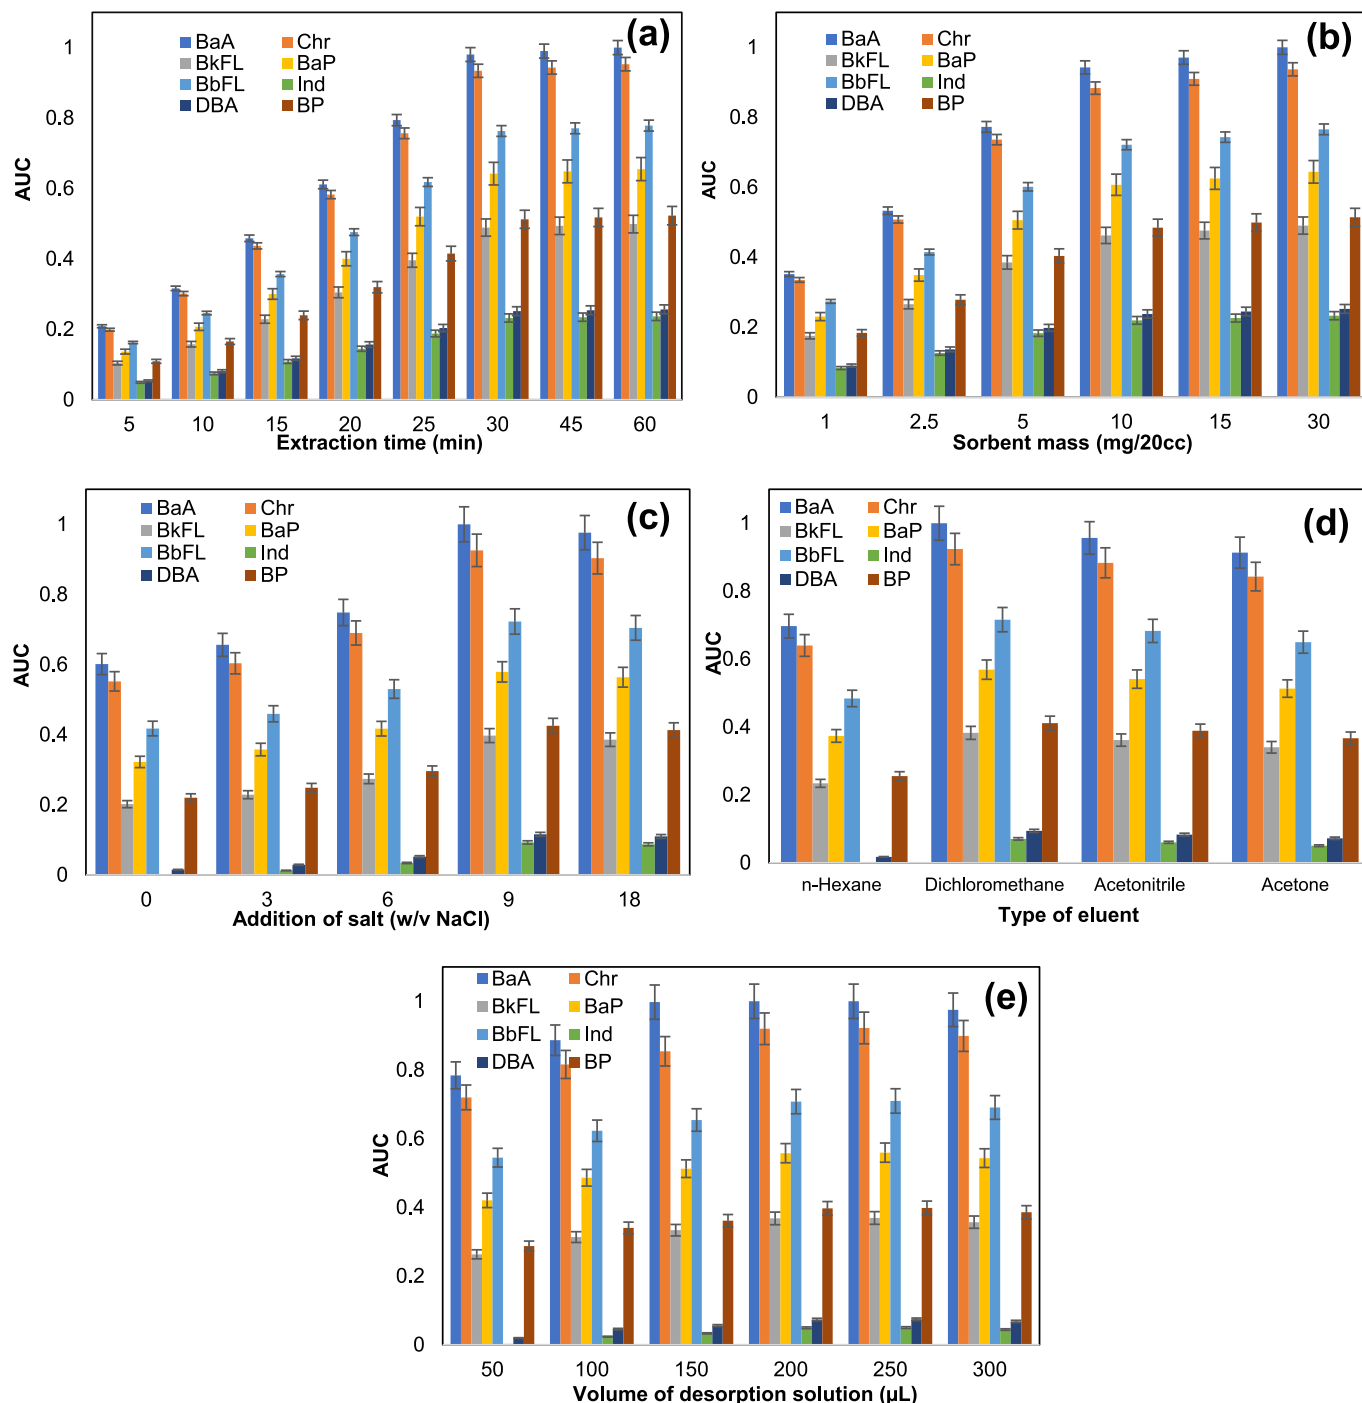 (a)
BaA Chr
BkFL BaP
BbFL Ind
DBA BP
AUC
1
0.8
0.6
0.4
0.2
0
5 10 15 20 25 30 45 60
Extraction time (min)
(b)
BaA Chr
BkFL BaP
BbFL Ind
DBA BP
AUC
1
0.8
0.6
0.4
0.2
0
1 2.5 5 10 15 30
Sorbent mass (mg/20cc)
(c)
BaA Chr
BkFL BaP
BbFL Ind
DBA BP
AUC
1
0.8
0.6
0.4
0.2
0
0 3 6 9 18
Addition of salt (w/v NaCl)
(d)
BaA Chr
BkFL BaP
BbFL Ind
DBA BP
AUC
1
0.8
0.6
0.4
0.2
0
n-Hexane Dichloromethane Acetonitrile Acetone
Type of eluent
(e)
BaA Chr
BkFL BaP
BbFL Ind
DBA BP
AUC
1
0.8
0.6
0.4
0.2
0
50 100 150 200 250 300
Volume of desorption solution (µL)